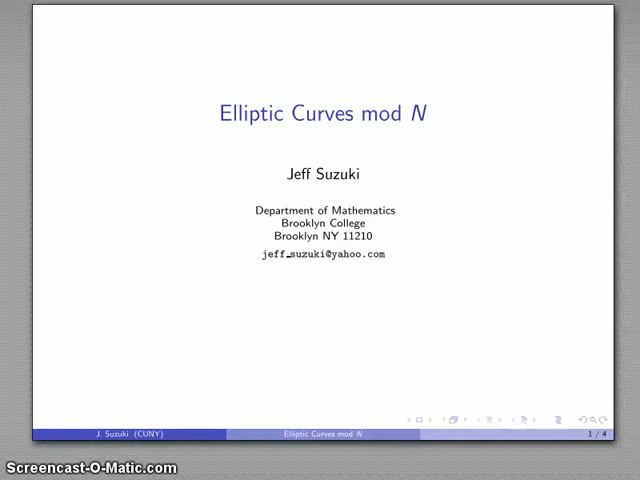 Elliptic Curves mod N
Jeff Suzuki
Department of Mathematics
Brooklyn College
Brooklyn NY 11210
jeff_suzuki@yahoo.com
J. Suzuki (CUNY)
Elliptic Curves mod N
1 / 4
Screencast-O-Matic.com